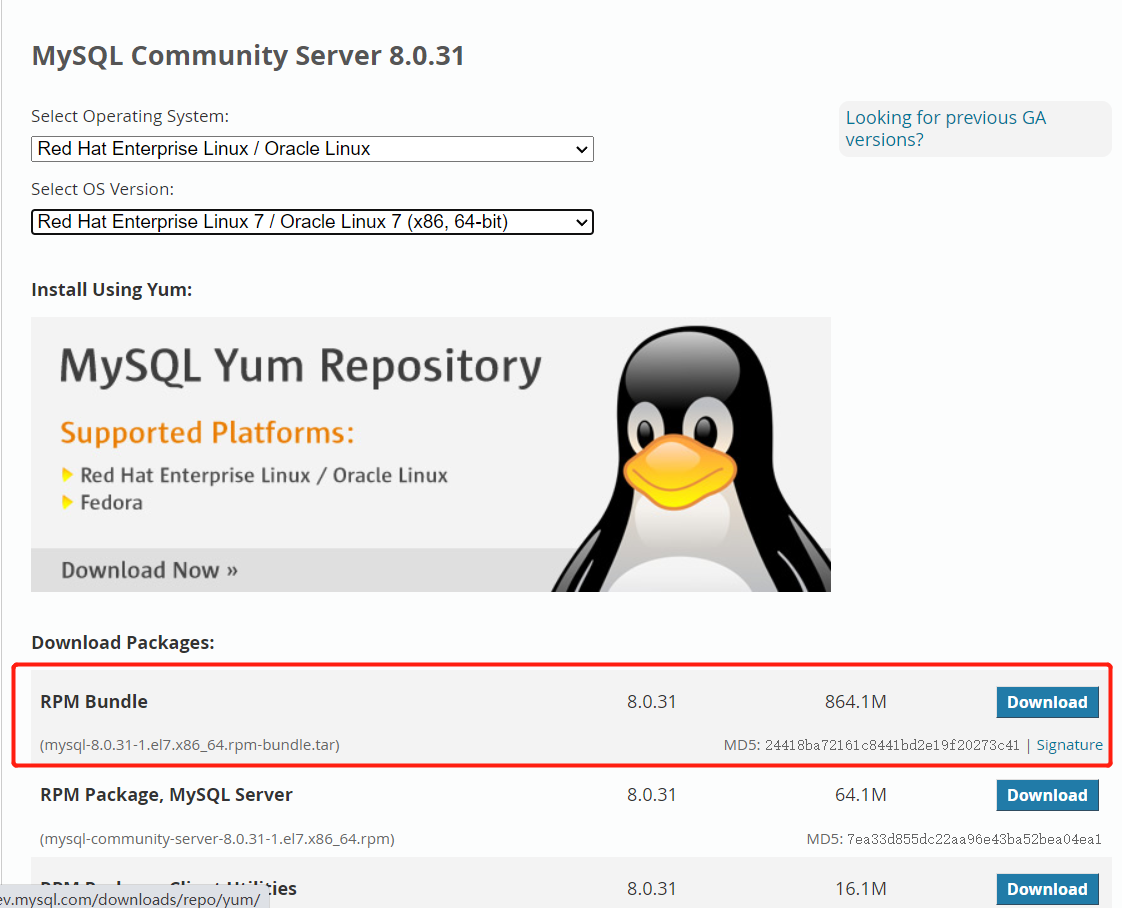 MySQL Community Server 8.0.31
Select Operating System:
Looking for previous GA
versions?
Red Hat Enterprise Linux / Oracle Linux
Select OS Version:
Red Hat Enterprise Linux 7 / Oracle Linux 7 (x86, 64-bit)
Install Using Yum:
MySQL Yum Repository
Supported Platforms:
Red Hat Enterprise Linux / Oracle Linux
Fedora
Download Now »
Download Packages:
RPM Bundle 8.0.31 864.1M Download
(mysql-8.0.31-1.el7.x86_64.rpm-bundle.tar) MD5: 24418ba72161c8441bd2e19f20273c41 | Signature
RPM Package, MySQL Server 8.0.31 64.1M Download
(mysql-community-server-8.0.31-1.el7.x86_64.rpm) MD5: 7ea33d855dc22aa96e43ba52bea04ea1
RPM Package, Client Utilities 8.0.31 16.1M Download
ev.mysql.com/downloads/repo/yum/